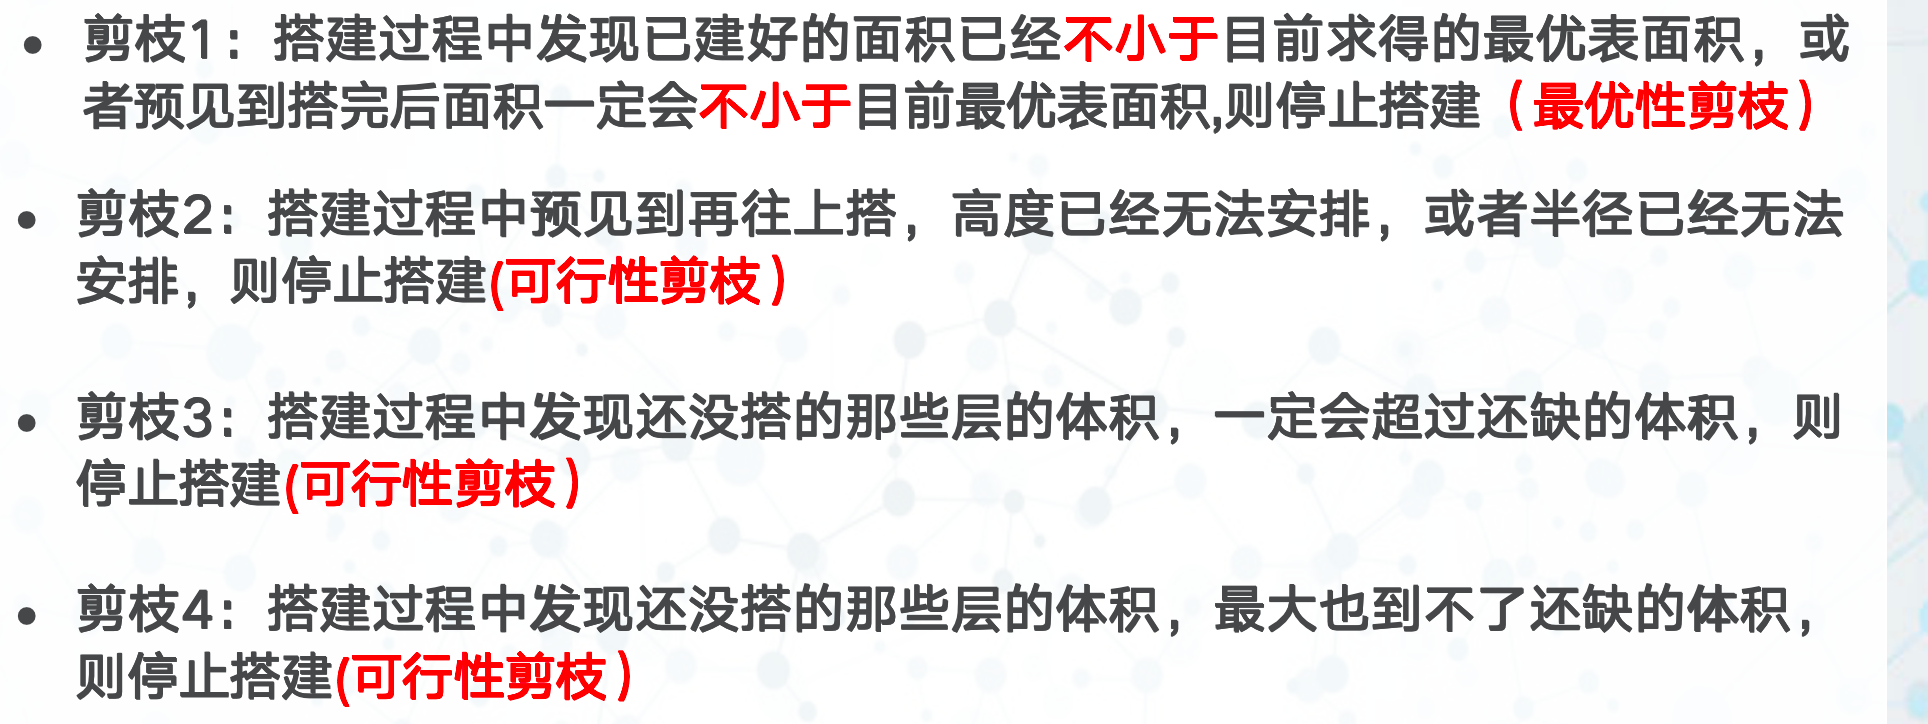 • 剪枝1：搭建过程中发现已建好的面积已经不小于目前求得的最优表面积，或
者预见到搭完后面积一定会不小于目前最优表面积,则停止搭建（最优性剪枝）
• 剪枝2：搭建过程中预见到再往上搭，高度已经无法安排，或者半径已经无法
安排，则停止搭建(可行性剪枝）
• 剪枝3：搭建过程中发现还没搭的那些层的体积，一定会超过还缺的体积，则
停止搭建(可行性剪枝）
• 剪枝4：搭建过程中发现还没搭的那些层的体积，最大也到不了还缺的体积，
则停止搭建(可行性剪枝）